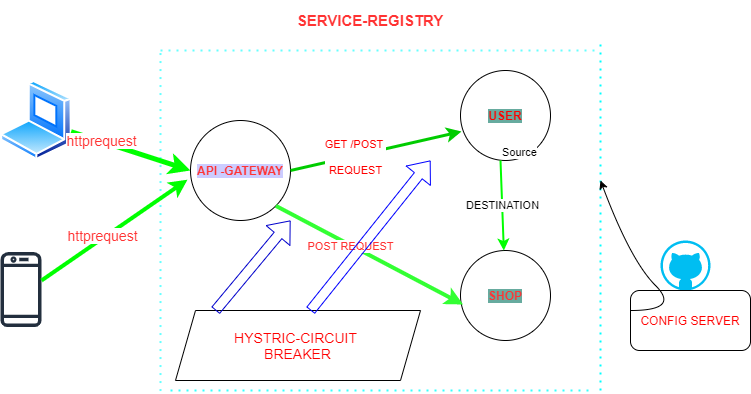 SERVICE-REGISTRY
httprequest
USER
GET /POST
Source
REQUEST
API -GATEWAY
DESTINATION
httprequest
POST REQUEST
SHOP
CONFIG SERVER
HYSTRIC-CIRCUIT
BREAKER